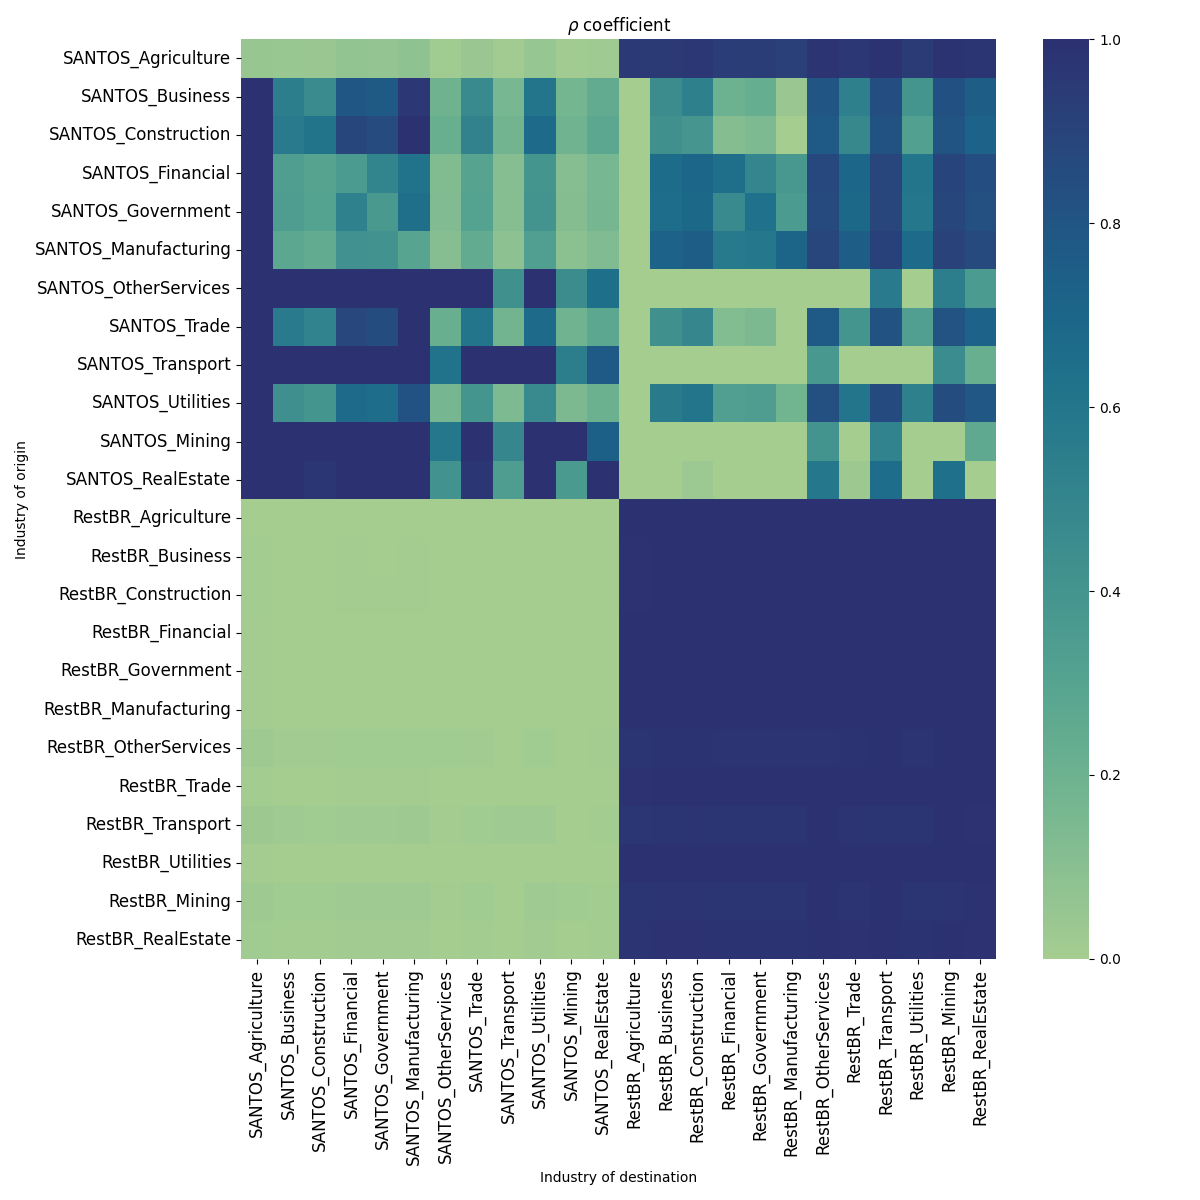 ρ coefficient
SANTOS_Agriculture
SANTOS_Business
SANTOS_Construction
SANTOS_Financial
SANTOS_Government
SANTOS_Manufacturing
SANTOS_OtherServices
SANTOS_Trade
SANTOS_Transport
SANTOS_Utilities
SANTOS_Mining
SANTOS_RealEstate
RestBR_Agriculture
RestBR_Business
RestBR_Construction
RestBR_Financial
RestBR_Government
RestBR_Manufacturing
RestBR_OtherServices
RestBR_Trade
RestBR_Transport
RestBR_Utilities
RestBR_Mining
RestBR_RealEstate
Industry of origin
SANTOS_Agriculture
SANTOS_Business
SANTOS_Construction
SANTOS_Financial
SANTOS_Government
SANTOS_Manufacturing
SANTOS_OtherServices
SANTOS_Trade
SANTOS_Transport
SANTOS_Utilities
SANTOS_Mining
SANTOS_RealEstate
RestBR_Agriculture
RestBR_Business
RestBR_Construction
RestBR_Financial
RestBR_Government
RestBR_Manufacturing
RestBR_OtherServices
RestBR_Trade
RestBR_Transport
RestBR_Utilities
RestBR_Mining
RestBR_RealEstate
Industry of destination
1.0
0.8
0.6
0.4
0.2
0.0